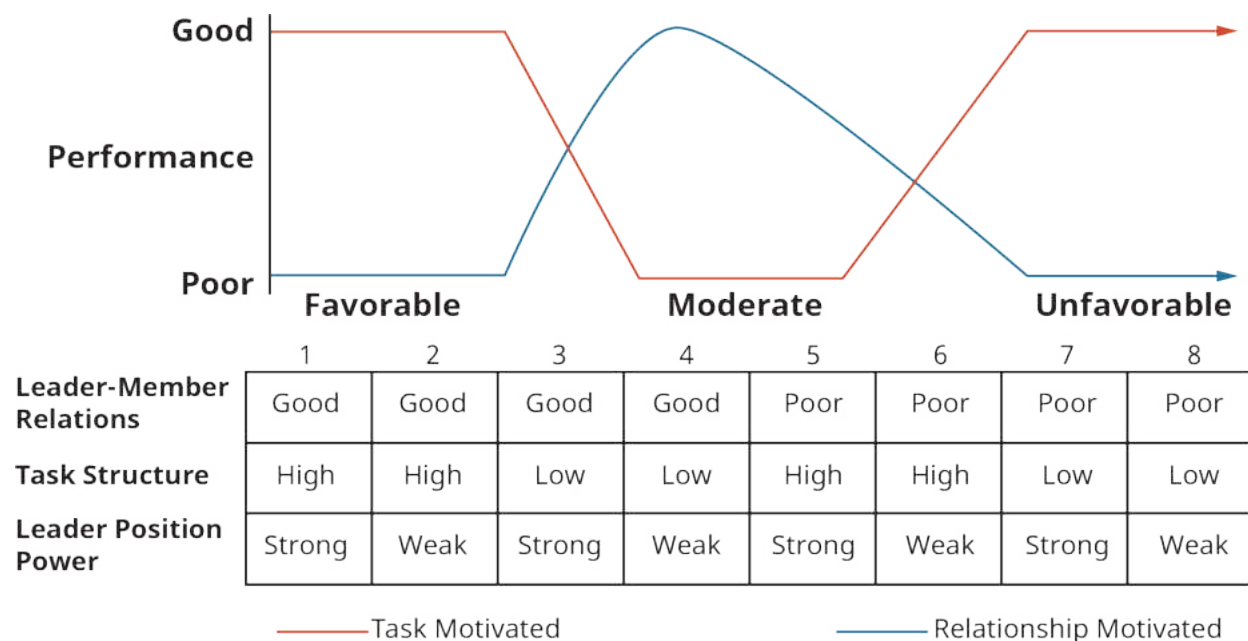 Good
Performance
Poor
Favorable Moderate Unfavorable
1 2 3 4 5 6 7 8
Leader-Member
Relations
Good Good Good Good Poor Poor Poor Poor
Task Structure
High High Low Low High High Low Low
Leader Position
Power
Strong Weak Strong Weak Strong Weak Strong Weak
Task Motivated Relationship Motivated